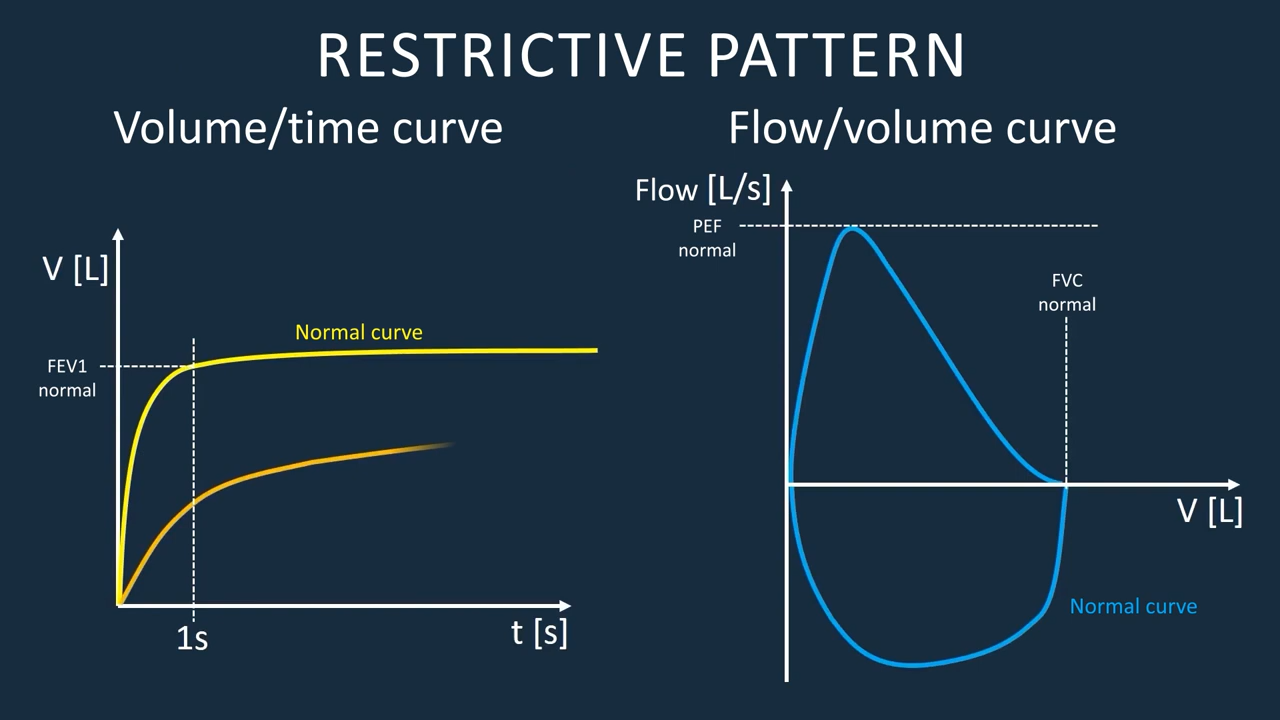 RESTRICTIVE PATTERN
Volume/time curve
V [L]
Normal curve
FEV1
normal
1s
t [s]
Flow/volume curve
Flow [L/s]
PEF
normal
FVC
normal
V [L]
Normal curve